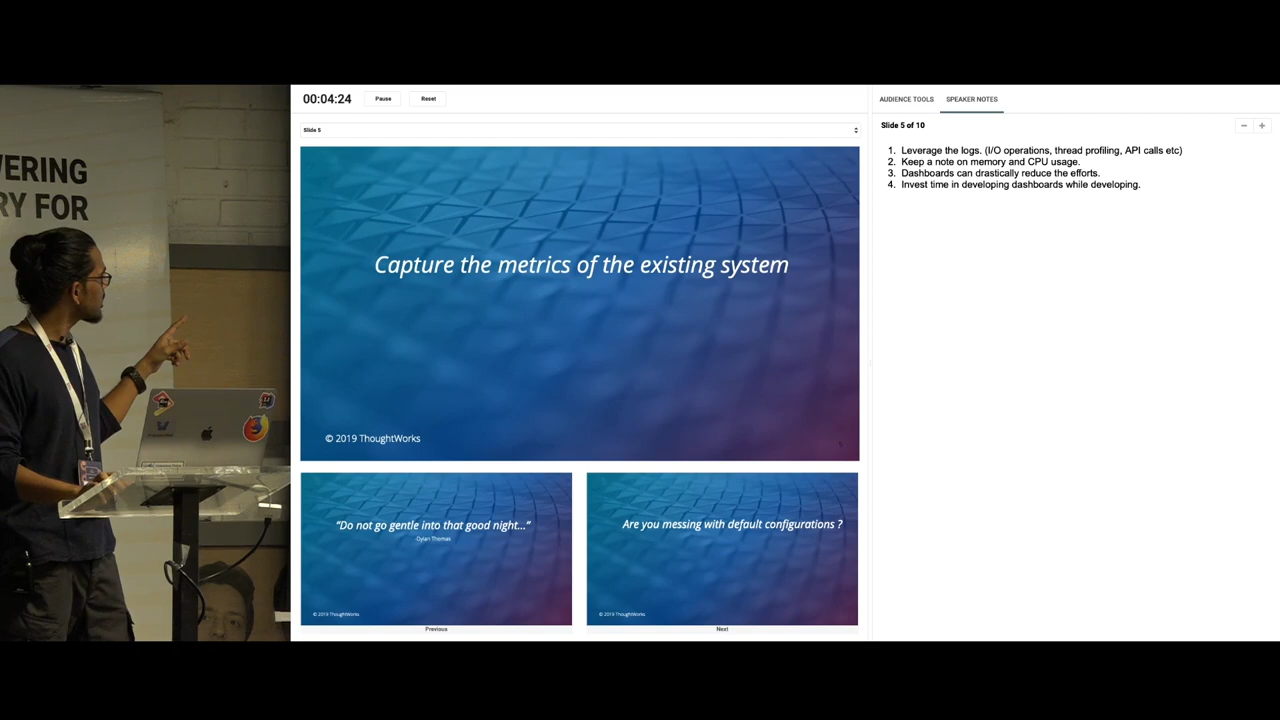 ERING
RY FOR
00:04:24
Pause
Reset
AUDIENCE TOOLS
SPEAKER NOTES
Slide 5
Slide 5 of 10
− +
1. Leverage the logs. (I/O operations, thread profiling, API calls etc)
2. Keep a note on memory and CPU usage.
3. Dashboards can drastically reduce the efforts.
4. Invest time in developing dashboards while developing.
Capture the metrics of the existing system
© 2019 ThoughtWorks
“Do not go gentle into that good night...”
-Dylan Thomas
© 2019 ThoughtWorks
Previous
Are you messing with default configurations ?
© 2019 ThoughtWorks
Next